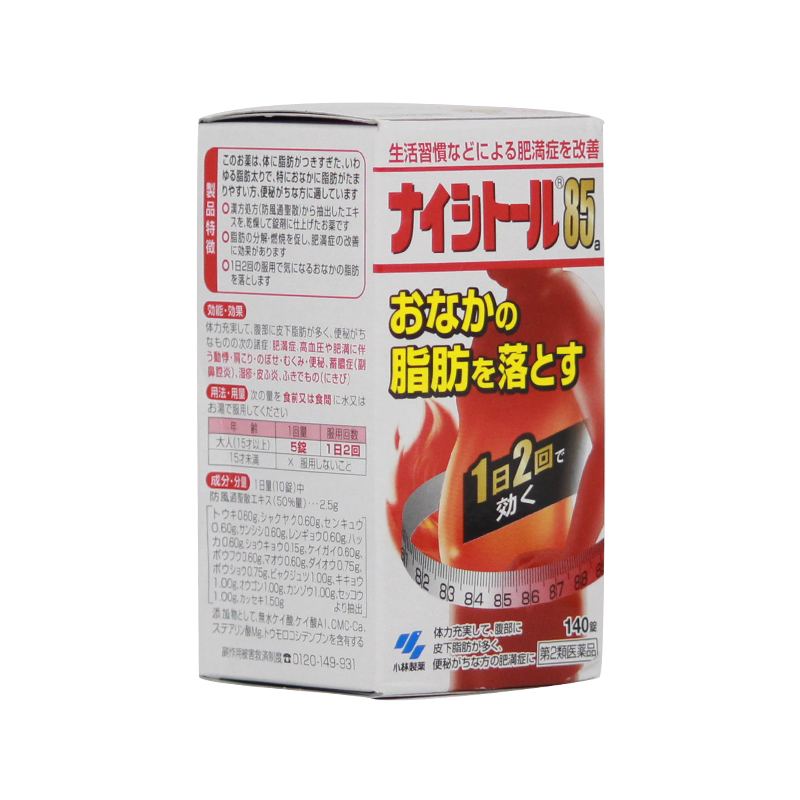 製品特徴
このお薬は、体に脂肪がつきすぎた、いわ
ゆる脂肪太りで、特におなかに脂肪がたま
りやすい方、便秘がちな方に適しています
漢方処方(防風通聖散)から抽出したエキ
スを、乾燥して錠剤に仕上げたお薬です
脂肪の分解・燃焼を促し、肥満症の改善
に効果があります
1日2回の服用で気になるおなかの脂肪
を落とします
効能・効果
体力充実して、腹部に皮下脂肪が多く、便秘がち
なものの次の諸症:肥満症、高血圧や肥満に伴
う動悸・肩こり・のぼせ・むくみ・便秘、蓄膿症(副
鼻腔炎)、湿疹・皮ふ炎、ふきでもの(にきび)
用法・用量 次の量を食前又は食間に水又は
お湯で服用してください
年齢 1回量 服用回数
大人(15才以上) 5錠 1日2回
15才未満 × 服用しないこと
成分・分量 1日量(10錠)中
防風通聖散エキス(50%量)…2.5g
トウキ0.60g、シャクヤク0.60g、センキュウ
0.60g、サンシシ0.60g、レンギョウ0.60g、ハッ
カ0.60g、ショウキョウ0.15g、ケイガイ0.60g、
ボウフウ0.60g、マオウ0.60g、ダイオウ0.75g、
ボウショウ0.75g、ビャクジュツ1.00g、キキョウ
1.00g、オウゴン1.00g、カンゾウ1.00g、セッコウ
1.00g、カッセキ1.50g より抽出
添加物として、無水ケイ酸、ケイ酸Al、CMC-Ca、
ステアリン酸Mg、トウモロコシデンプンを含有する
副作用被害救済制度☎0120-149-931
生活習慣などによる肥満症を改善
ナイシトール®85a
おなかの
脂肪を落とす
1日2回で
効く
81 82 83 84 85 86 87 88
小林製薬
体力充実して、腹部に
皮下脂肪が多く、
便秘がちな方の肥満症に
140錠
第2類医薬品